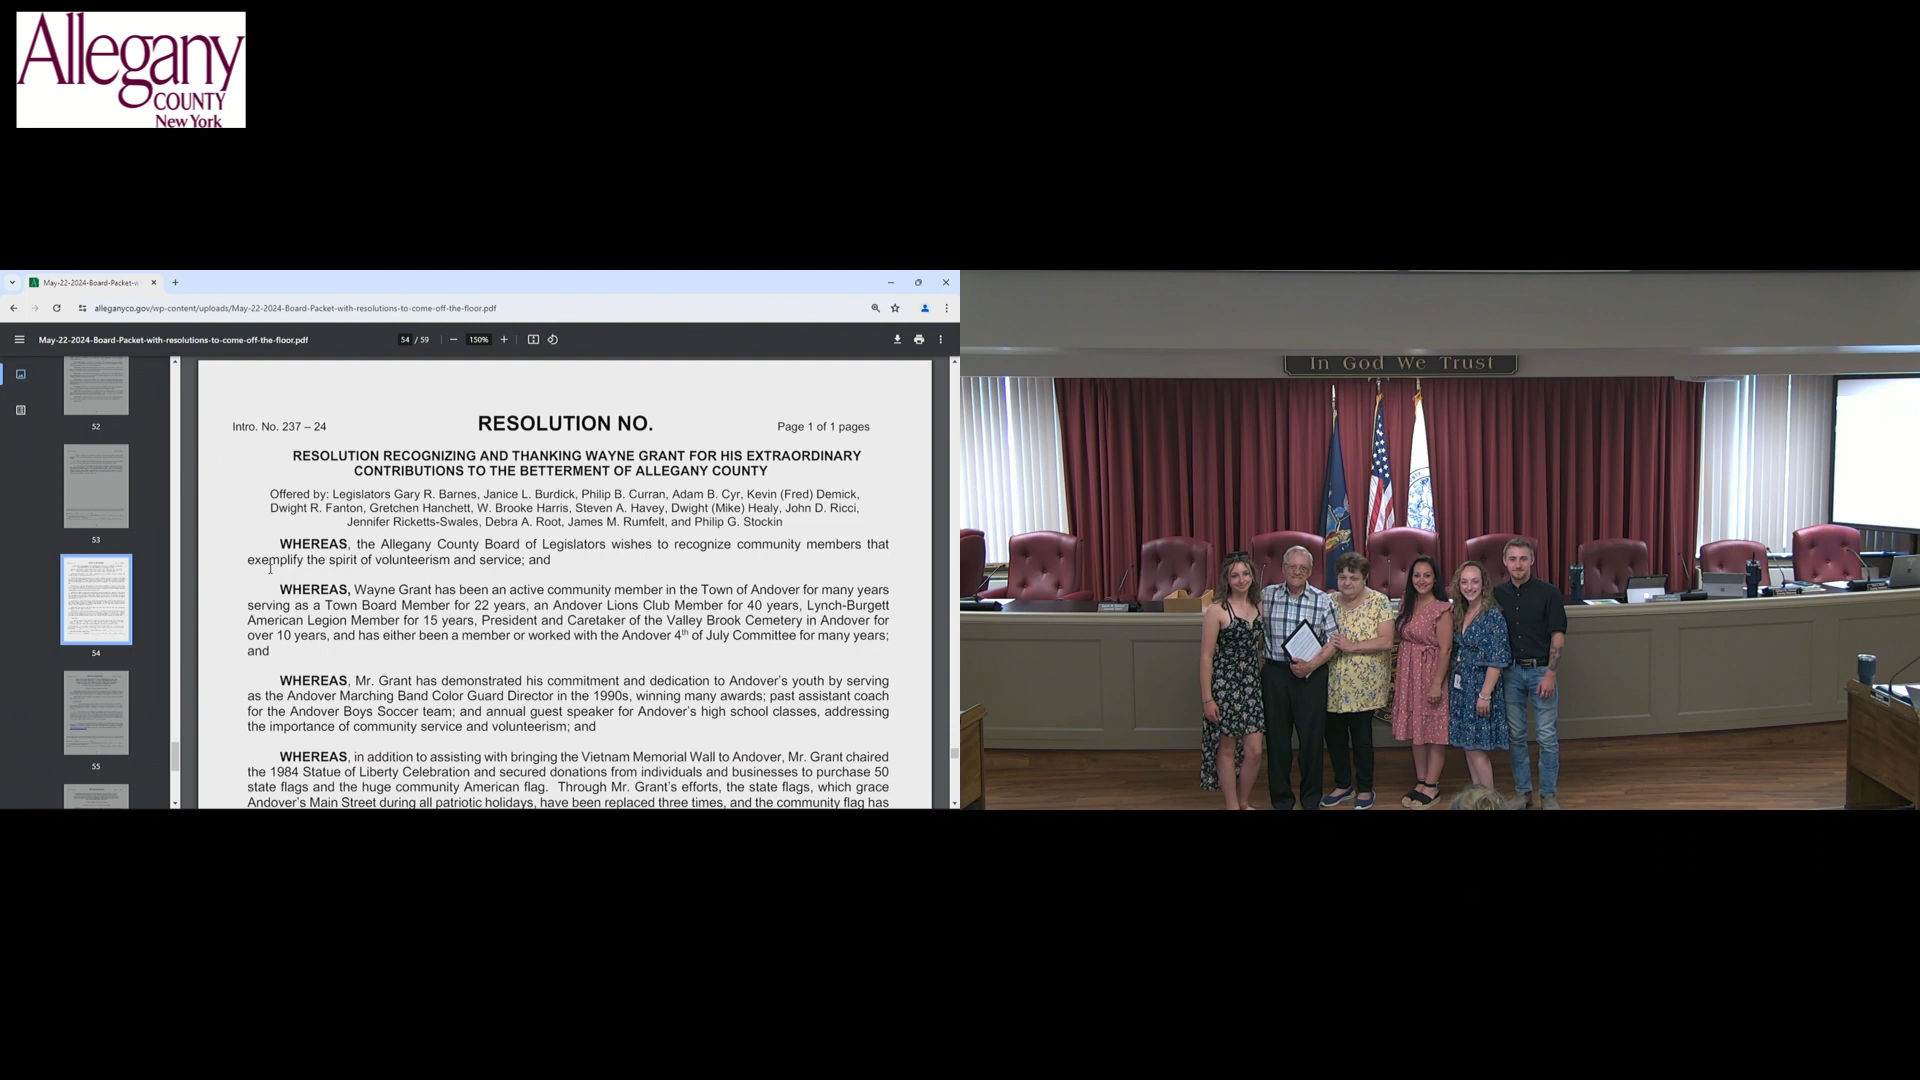 Allegany
COUNTY
New York
May-22-2024-Board-Packet-w
alleganyco.gov/wp-content/uploads/May-22-2024-Board-Packet-with-resolutions-to-come-off-the-floor.pdf
May-22-2024-Board-Packet-with-resolutions-to-come-off-the-floor.pdf
54 / 59
150%
52
53
54
55
Intro. No. 237 – 24
RESOLUTION NO.
Page 1 of 1 pages
RESOLUTION RECOGNIZING AND THANKING WAYNE GRANT FOR HIS EXTRAORDINARY
CONTRIBUTIONS TO THE BETTERMENT OF ALLEGANY COUNTY
Offered by: Legislators Gary R. Barnes, Janice L. Burdick, Philip B. Curran, Adam B. Cyr, Kevin (Fred) Demick,
Dwight R. Fanton, Gretchen Hanchett, W. Brooke Harris, Steven A. Havey, Dwight (Mike) Healy, John D. Ricci,
Jennifer Ricketts-Swales, Debra A. Root, James M. Rumfelt, and Philip G. Stockin
WHEREAS, the Allegany County Board of Legislators wishes to recognize community members that
exemplify the spirit of volunteerism and service; and
WHEREAS, Wayne Grant has been an active community member in the Town of Andover for many years
serving as a Town Board Member for 22 years, an Andover Lions Club Member for 40 years, Lynch-Burgett
American Legion Member for 15 years, President and Caretaker of the Valley Brook Cemetery in Andover for
over 10 years, and has either been a member or worked with the Andover 4th of July Committee for many years;
and
WHEREAS, Mr. Grant has demonstrated his commitment and dedication to Andover's youth by serving
as the Andover Marching Band Color Guard Director in the 1990s, winning many awards; past assistant coach
for the Andover Boys Soccer team; and annual guest speaker for Andover's high school classes, addressing
the importance of community service and volunteerism; and
WHEREAS, in addition to assisting with bringing the Vietnam Memorial Wall to Andover, Mr. Grant chaired
the 1984 Statue of Liberty Celebration and secured donations from individuals and businesses to purchase 50
state flags and the huge community American flag. Through Mr. Grant's efforts, the state flags, which grace
Andover's Main Street during all patriotic holidays, have been replaced three times, and the community flag has
In God We Trust